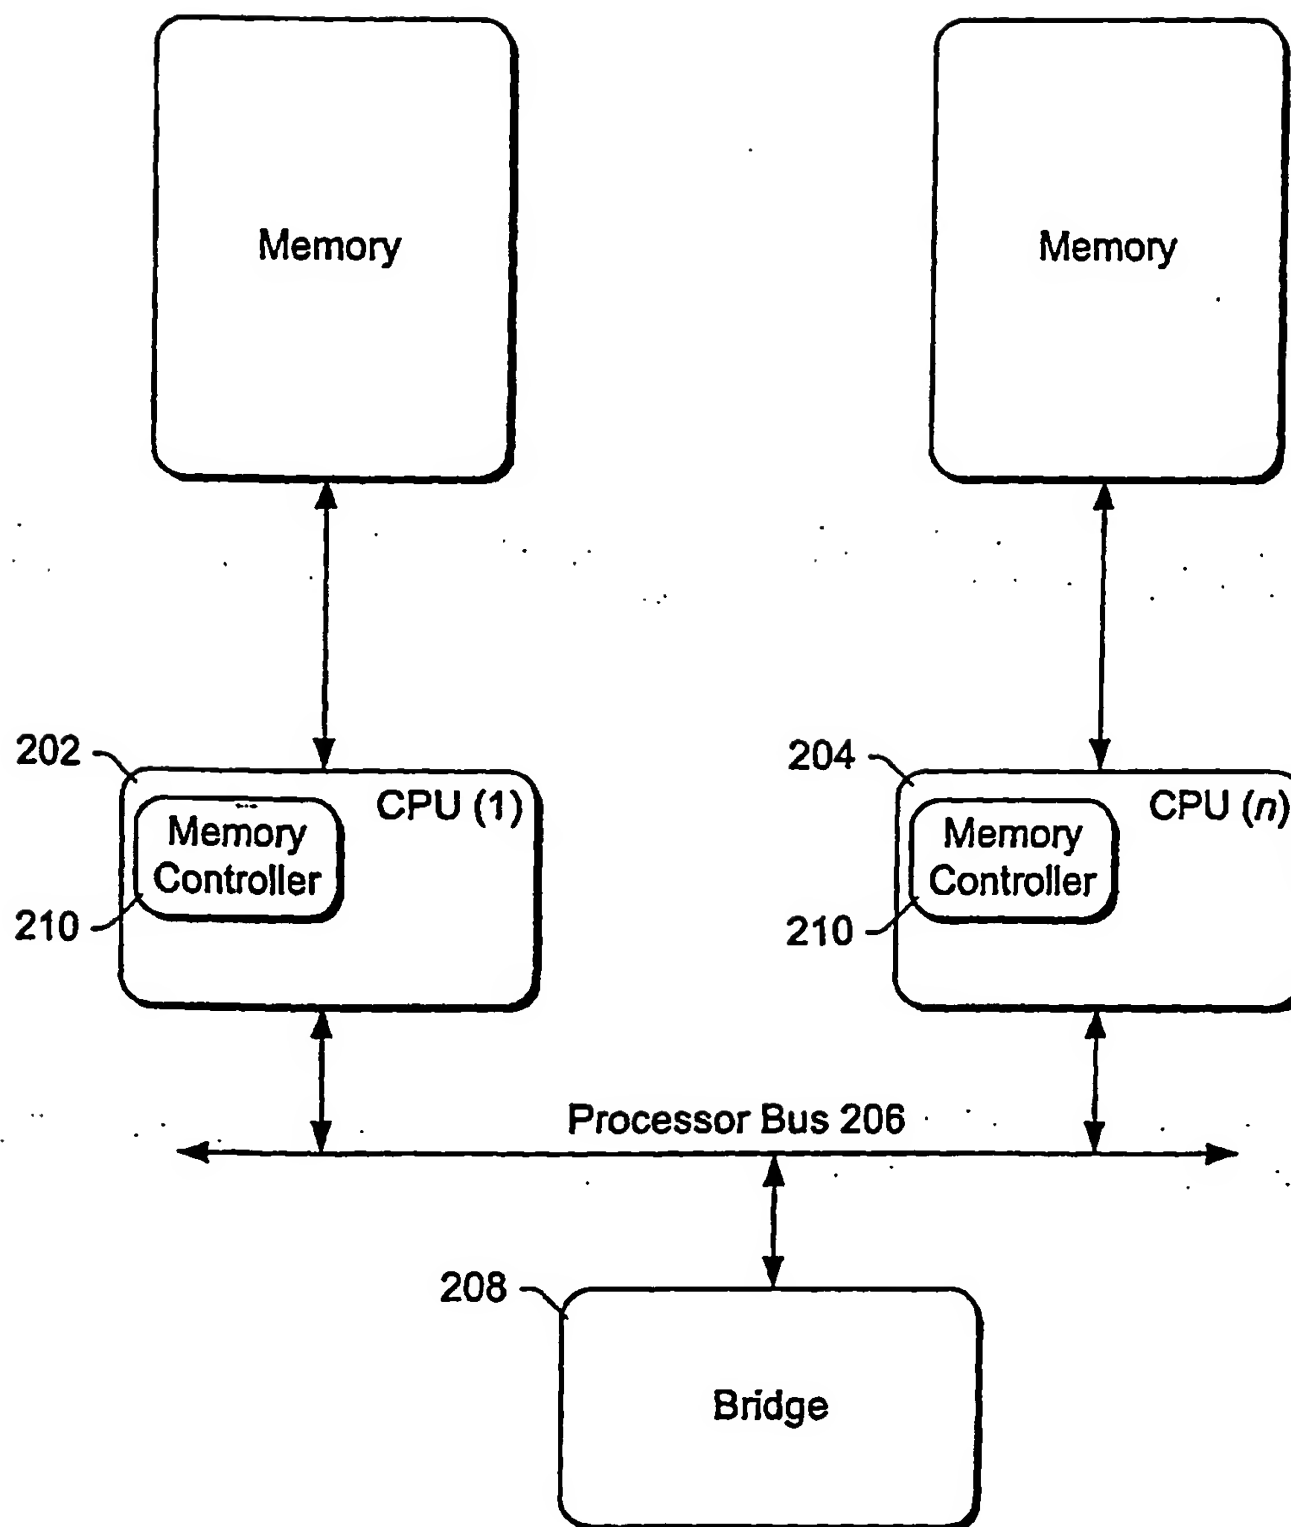 Memory
Memory
202
204
CPU (1)
CPU (n)
Memory
Controller
Memory
Controller
210
210
Processor Bus 206
208
Bridge